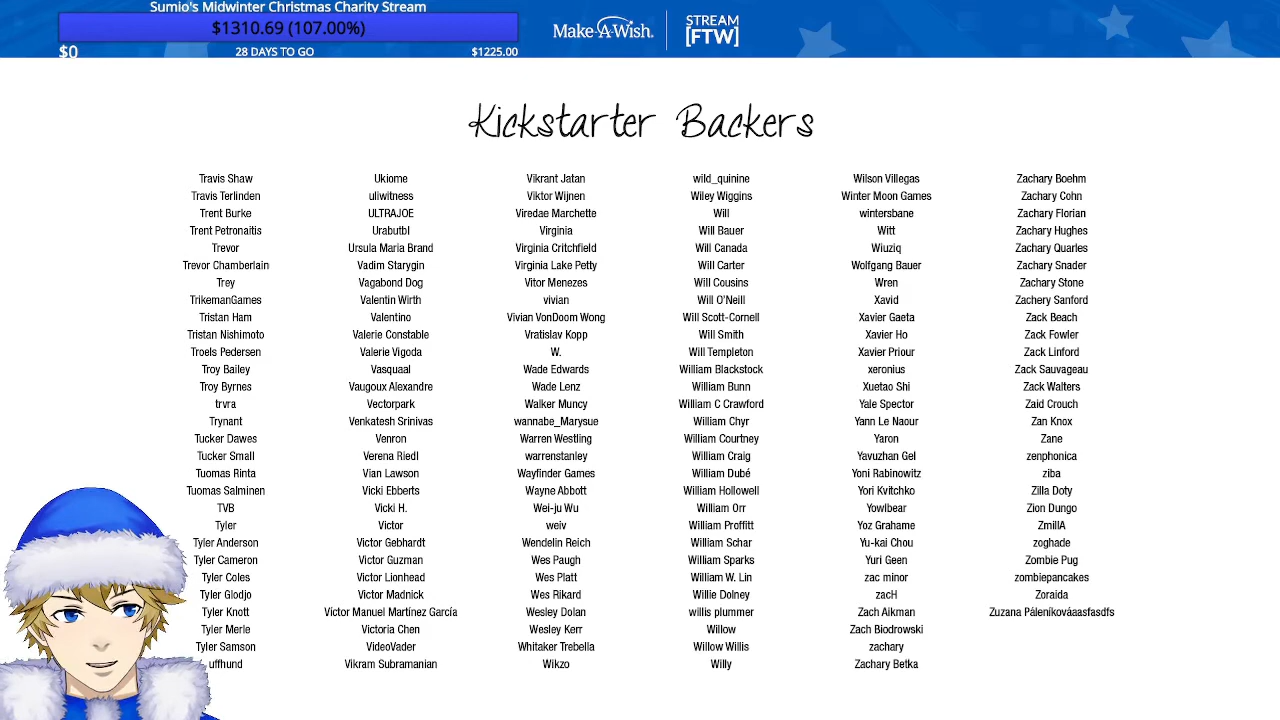 Sumio's Midwinter Christmas Charity Stream
$1310.69 (107.00%)
$0
28 DAYS TO GO
$1225.00
Make-A-Wish.
STREAM
[FTW]
Kickstarter Backers
Travis Shaw
Travis Terlinden
Trent Burke
Trent Petronaitis
Trevor
Trevor Chamberlain
Trey
TrikemanGames
Tristan Ham
Tristan Nishimoto
Troels Pedersen
Troy Bailey
Troy Byrnes
trvra
Trynant
Tucker Dawes
Tucker Small
Tuomas Rinta
Tuomas Salminen
TVB
Tyler
Tyler Anderson
Tyler Cameron
Tyler Coles
Tyler Glodjo
Tyler Knott
Tyler Merle
Tyler Samson
uffhund
Ukiome
uliwitness
ULTRAJOE
Urabutbl
Ursula Maria Brand
Vadim Starygin
Vagabond Dog
Valentin Wirth
Valentino
Valerie Constable
Valerie Vigoda
Vasquaal
Vaugoux Alexandre
Vectorpark
Venkatesh Srinivas
Venron
Verena Riedl
Vian Lawson
Vicki Ebberts
Vicki H.
Victor
Victor Gebhardt
Victor Guzman
Victor Lionhead
Victor Madnick
Víctor Manuel Martínez García
Victoria Chen
VideoVader
Vikram Subramanian
Vikrant Jatan
Viktor Wijnen
Viredae Marchette
Virginia
Virginia Critchfield
Virginia Lake Petty
Vitor Menezes
vivian
Vivian VonDoom Wong
Vratislav Kopp
W.
Wade Edwards
Wade Lenz
Walker Muncy
wannabe_Marysue
Warren Westling
warrenstanley
Wayfinder Games
Wayne Abbott
Wei-ju Wu
weiv
Wendelin Reich
Wes Paugh
Wes Platt
Wes Rikard
Wesley Dolan
Wesley Kerr
Whitaker Trebella
Wikzo
wild_quinine
Wiley Wiggins
Will
Will Bauer
Will Canada
Will Carter
Will Cousins
Will O'Neill
Will Scott-Cornell
Will Smith
Will Templeton
William Blackstock
William Bunn
William C Crawford
William Chyr
William Courtney
William Craig
William Dubé
William Hollowell
William Orr
William Proffitt
William Schar
William Sparks
William W. Lin
Willie Dolney
willis plummer
Willow
Willow Willis
Willy
Wilson Villegas
Winter Moon Games
wintersbane
Witt
Wiuziq
Wolfgang Bauer
Wren
Xavid
Xavier Gaeta
Xavier Ho
Xavier Priour
xeronius
Xuetao Shi
Yale Spector
Yann Le Naour
Yaron
Yavuzhan Gel
Yoni Rabinowitz
Yori Kvitchko
Yowlbear
Yoz Grahame
Yu-kai Chou
Yuri Geen
zac minor
zacH
Zach Aikman
Zach Biodrowski
zachary
Zachary Betka
Zachary Boehm
Zachary Cohn
Zachary Florian
Zachary Hughes
Zachary Quarles
Zachary Snader
Zachary Stone
Zachery Sanford
Zack Beach
Zack Fowler
Zack Linford
Zack Sauvageau
Zack Walters
Zaid Crouch
Zan Knox
Zane
zenphonica
ziba
Zilla Doty
Zion Dungo
ZmillA
zoghade
Zombie Pug
zombiepancakes
Zoraida
Zuzana Páleníkováaasfasdfs